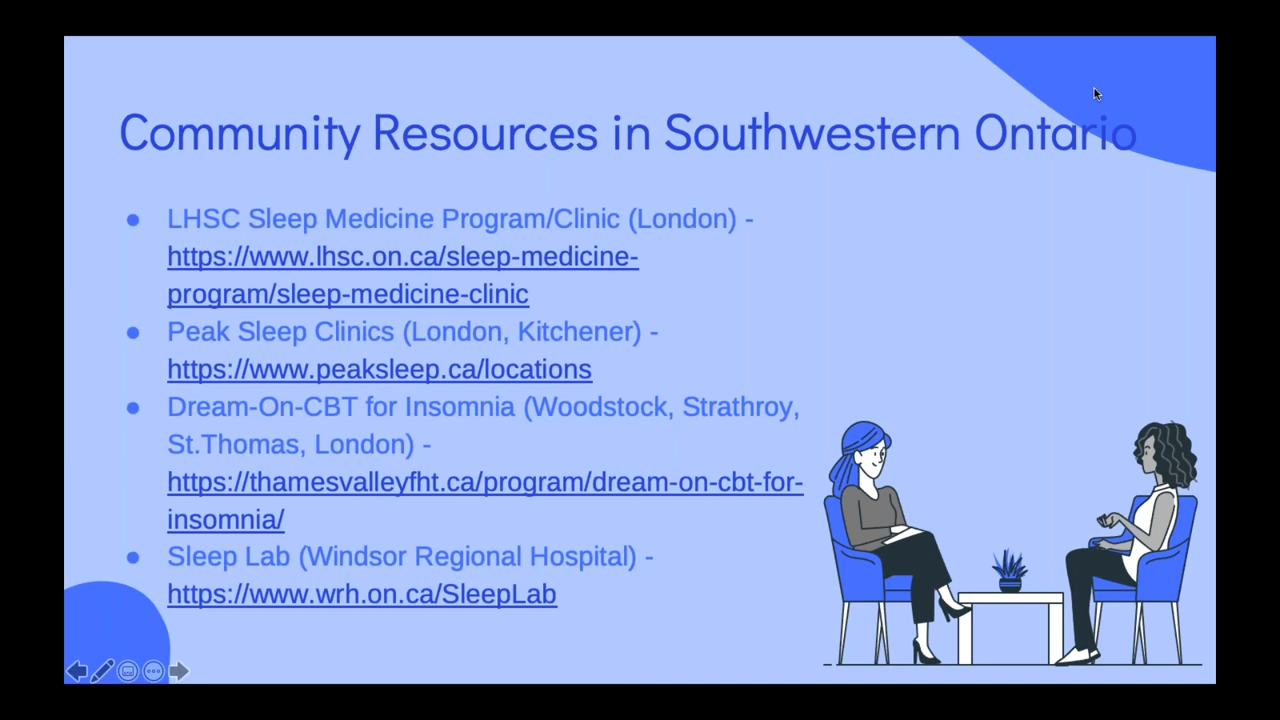 Community Resources in Southwestern Ontario
● LHSC Sleep Medicine Program/Clinic (London) -
https://www.lhsc.on.ca/sleep-medicine-
program/sleep-medicine-clinic
● Peak Sleep Clinics (London, Kitchener) -
https://www.peaksleep.ca/locations
● Dream-On-CBT for Insomnia (Woodstock, Strathroy,
St.Thomas, London) -
https://thamesvalleyfht.ca/program/dream-on-cbt-for-
insomnia/
● Sleep Lab (Windsor Regional Hospital) -
https://www.wrh.on.ca/SleepLab